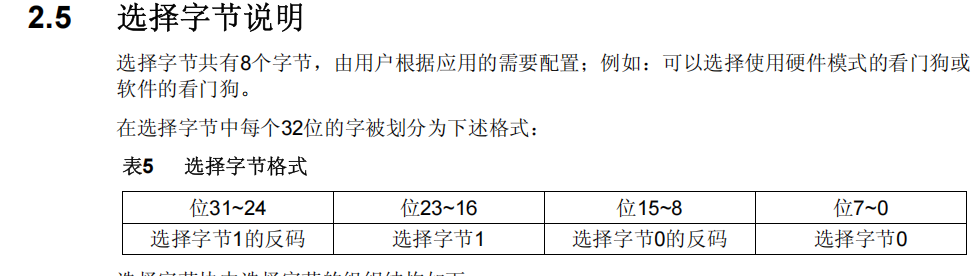 2.5 选择字节说明
选择字节共有8个字节，由用户根据应用的需要配置；例如：可以选择使用硬件模式的看门狗或
软件的看门狗。
在选择字节中每个32位的字被划分为下述格式：
表5 选择字节格式
位31~24 位23~16 位15~8 位7~0
选择字节1的反码 选择字节1 选择字节0的反码 选择字节0